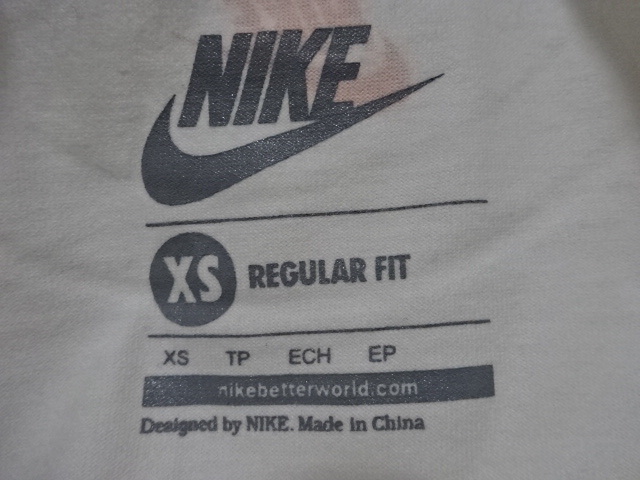 NIKE
XS REGULAR FIT
XS TP ECH EP
nikebetterworld.com
Designed by NIKE. Made in China